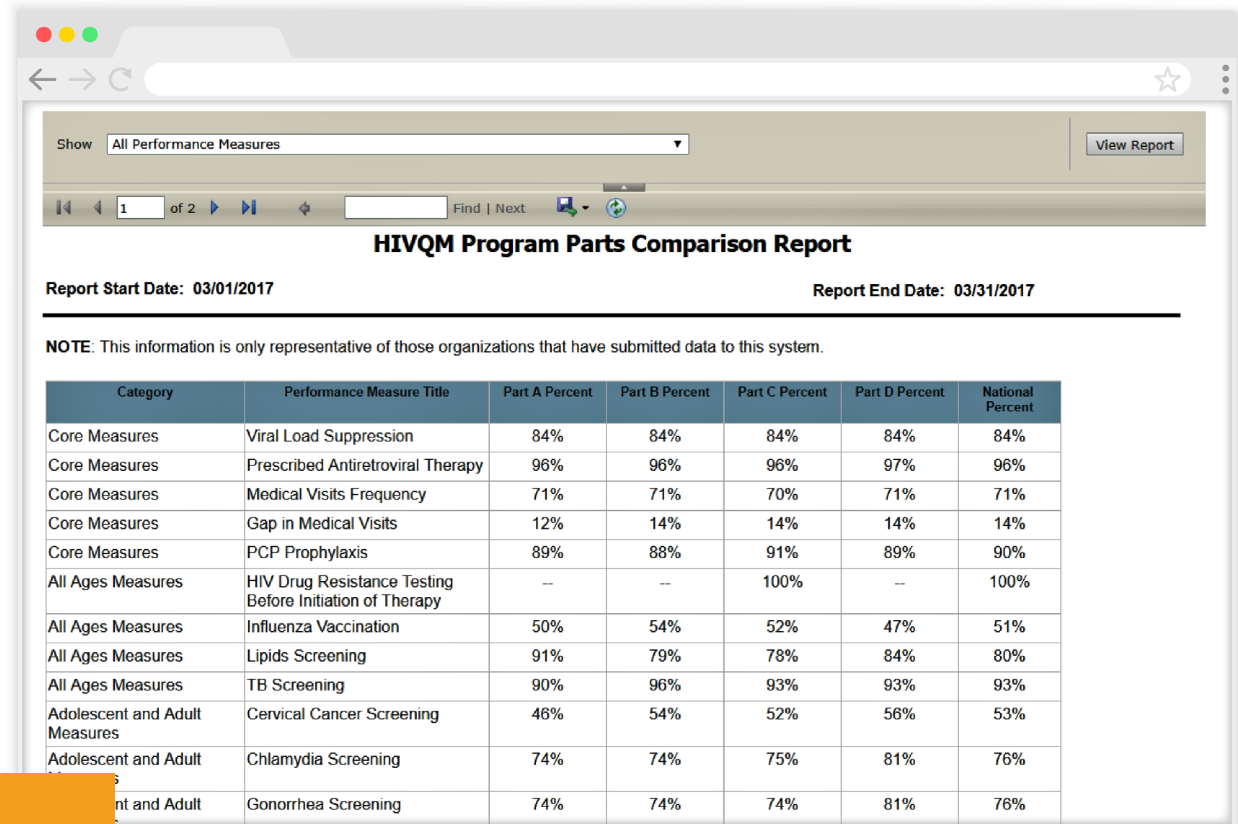 Show All Performance Measures View Report
1 of 2 Find | Next
HIVQM Program Parts Comparison Report
Report Start Date: 03/01/2017 Report End Date: 03/31/2017
NOTE: This information is only representative of those organizations that have submitted data to this system.
Category Performance Measure Title Part A Percent Part B Percent Part C Percent Part D Percent National
Percent
Core Measures Viral Load Suppression 84% 84% 84% 84% 84%
Core Measures Prescribed Antiretroviral Therapy 96% 96% 96% 97% 96%
Core Measures Medical Visits Frequency 71% 71% 70% 71% 71%
Core Measures Gap in Medical Visits 12% 14% 14% 14% 14%
Core Measures PCP Prophylaxis 89% 88% 91% 89% 90%
All Ages Measures HIV Drug Resistance Testing -- -- 100% -- 100%
Before Initiation of Therapy
All Ages Measures Influenza Vaccination 50% 54% 52% 47% 51%
All Ages Measures Lipids Screening 91% 79% 78% 84% 80%
All Ages Measures TB Screening 90% 96% 93% 93% 93%
Adolescent and Adult Cervical Cancer Screening 46% 54% 52% 56% 53%
Measures
Adolescent and Adult Chlamydia Screening 74% 74% 75% 81% 76%
and Adult Gonorrhea Screening 74% 74% 74% 81% 76%